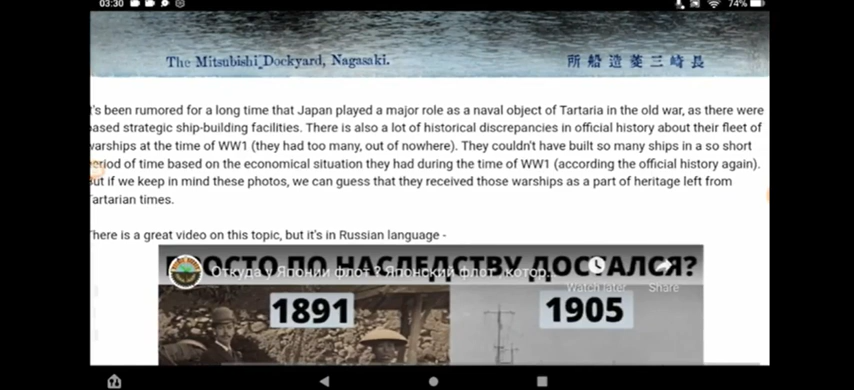 03:30
74%
The Mitsubishi Dockyard, Nagasaki.
所船造菱三崎長
t's been rumored for a long time that Japan played a major role as a naval object of Tartaria in the old war, as there were
based strategic ship-building facilities. There is also a lot of historical discrepancies in official history about their fleet of
warships at the time of WW1 (they had too many, out of nowhere). They couldn't have built so many ships in a so short
period of time based on the economical situation they had during the time of WW1 (according the official history again).
But if we keep in mind these photos, we can guess that they received those warships as a part of heritage left from
Tartarian times.
There is a great video on this topic, but it's in Russian language -
ПРОСТО ПО НАСЛЕДСТВУ ДОСТАЛСЯ?
Откуда у Японии флот? Японский флот, котор...
Watch later
Share
1891
1905